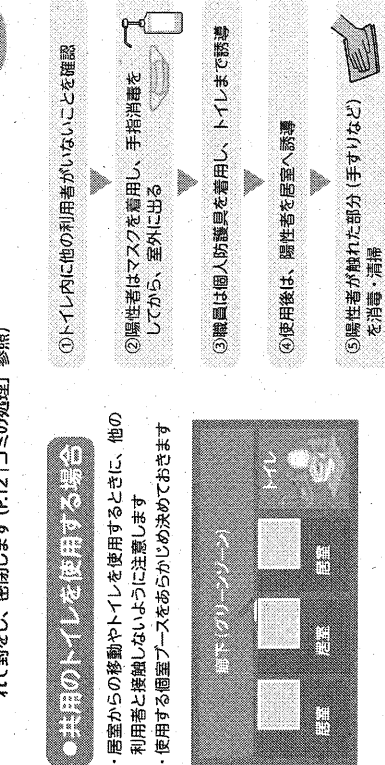 れて封をし、密閉します（P.12「ゴミの処理」参照）
●共用のトイレを使用する場合
・居室からの移動やトイレを使用するときに、他の
利用者と接触しないように注意します
・使用する個室ブースをあらかじめ決めておきます
廊下（グリーンゾーン）
居室
居室
居室
トイレ
①トイレ内に他の利用者がいないことを確認
②陽性者はマスクを着用し、手指消毒を
してから、室外に出る
③職員は個人防護具を着用し、トイレまで誘導
④使用後は、陽性者を居室へ誘導
⑤陽性者が触れた部分（手すりなど）
を消毒・清掃